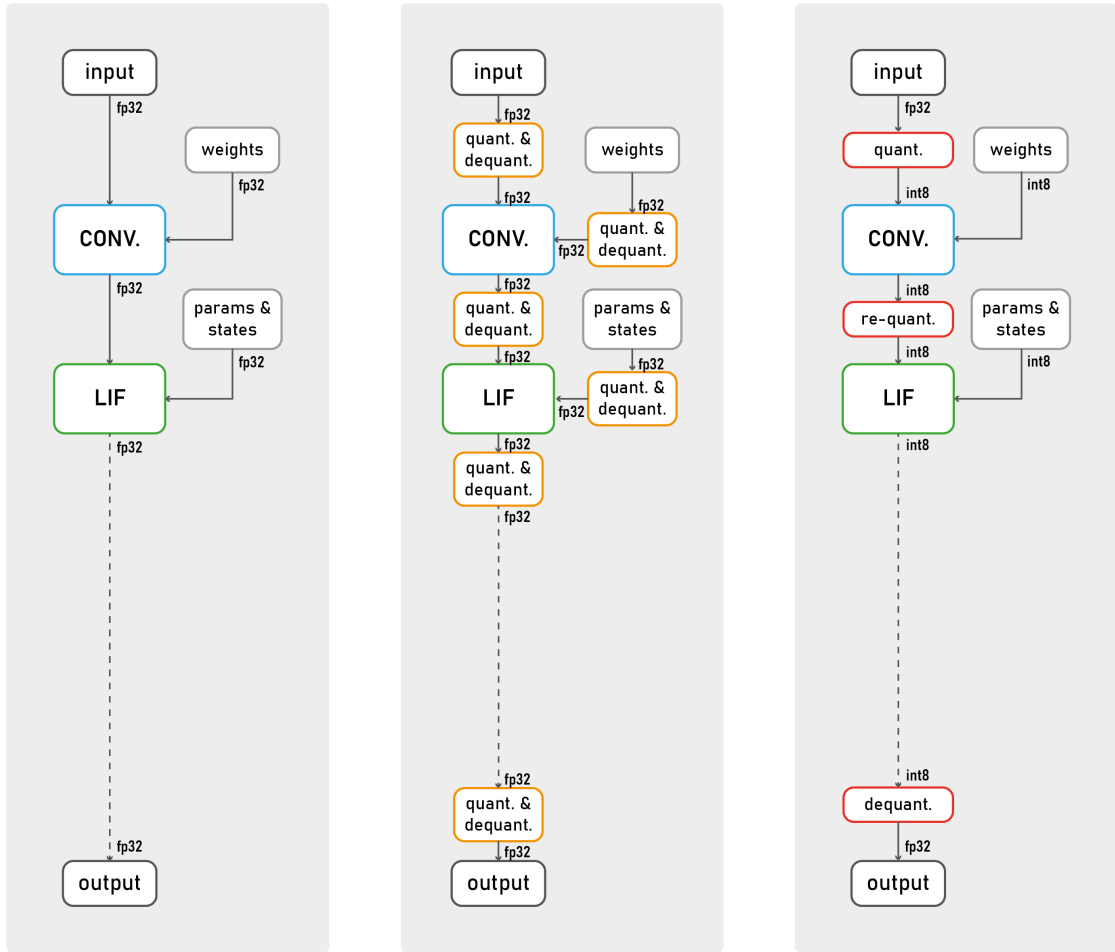 input
fp32
weights
fp32
CONV.
fp32
params &
states
fp32
LIF
fp32
fp32
output
input
fp32
quant. &
dequant.
weights
fp32
fp32
CONV.
quant. &
dequant.
fp32
fp32
quant. &
dequant.
params &
states
fp32
fp32
LIF
quant. &
dequant.
fp32
fp32
quant. &
dequant.
fp32
fp32
quant. &
dequant.
fp32
output
input
fp32
quant.
weights
int8
int8
CONV.
int8
re-quant.
params &
states
int8
int8
LIF
int8
int8
dequant.
fp32
output